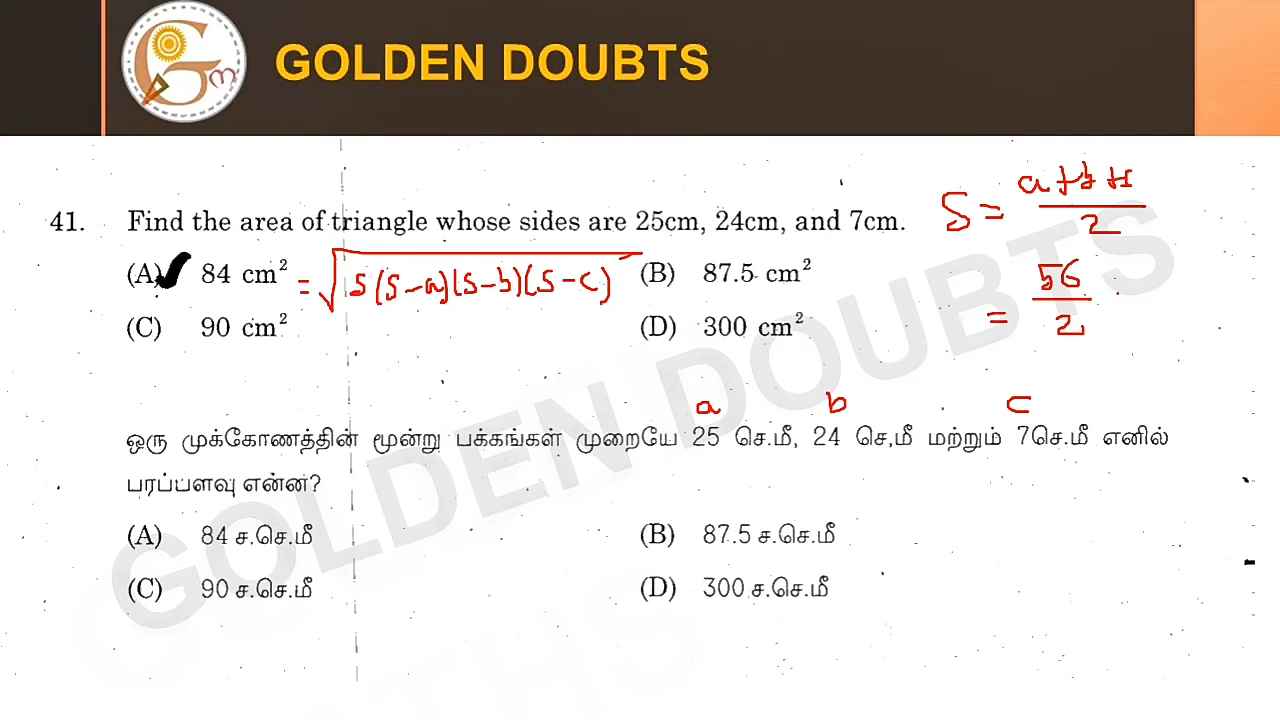 GOLDEN DOUBTS
41. Find the area of triangle whose sides are 25cm, 24cm, and 7cm.
S = a+b+c / 2
(A) 84 cm² = √s(s-a)(s-b)(s-c) (B) 87.5 cm²
= 56 / 2
(C) 90 cm² (D) 300 cm²
a b c
ஒரு முக்கோணத்தின் மூன்று பக்கங்கள் முறையே 25 செ.மீ, 24 செ,மீ மற்றும் 7செ.மீ எனில்
பரப்பளவு என்ன?
(A) 84 ச.செ.மீ (B) 87.5 ச.செ.மீ
(C) 90 ச.செ.மீ (D) 300 ச.செ.மீ
GOLDEN DOUBTS
MATHS